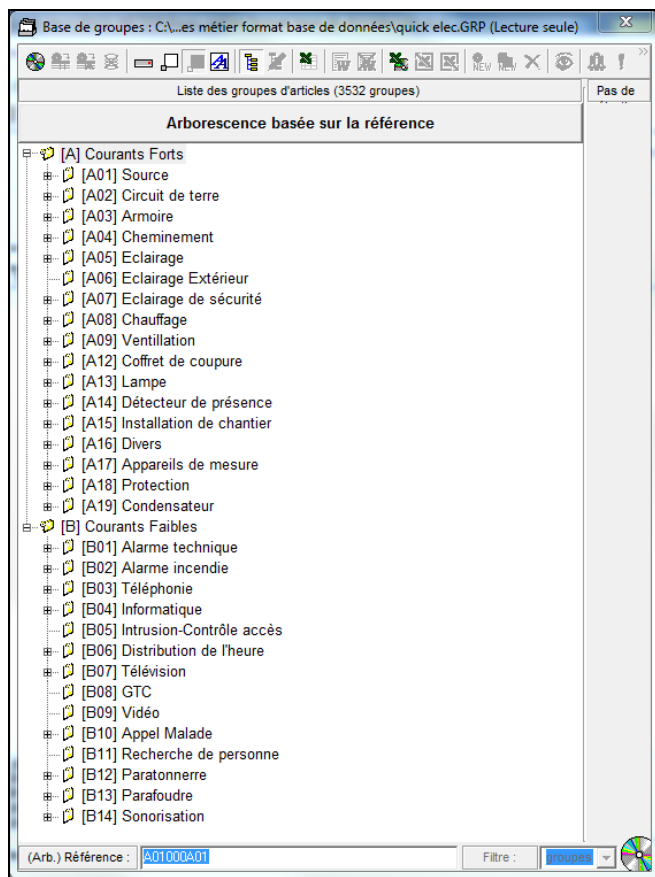 Base de groupes : C:\...es métier format base de données\quick elec.GRP (Lecture seule)
NEW NEW
Liste des groupes d'articles (3532 groupes) Pas de
Arborescence basée sur la référence
[A] Courants Forts
[A01] Source
[A02] Circuit de terre
[A03] Armoire
[A04] Cheminement
[A05] Eclairage
[A06] Eclairage Extérieur
[A07] Eclairage de sécurité
[A08] Chauffage
[A09] Ventillation
[A12] Coffret de coupure
[A13] Lampe
[A14] Détecteur de présence
[A15] Installation de chantier
[A16] Divers
[A17] Appareils de mesure
[A18] Protection
[A19] Condensateur
[B] Courants Faibles
[B01] Alarme technique
[B02] Alarme incendie
[B03] Téléphonie
[B04] Informatique
[B05] Intrusion-Contrôle accès
[B06] Distribution de l'heure
[B07] Télévision
[B08] GTC
[B09] Vidéo
[B10] Appel Malade
[B11] Recherche de personne
[B12] Paratonnerre
[B13] Parafoudre
[B14] Sonorisation
(Arb.) Référence : A01000A01 Filtre : groupes